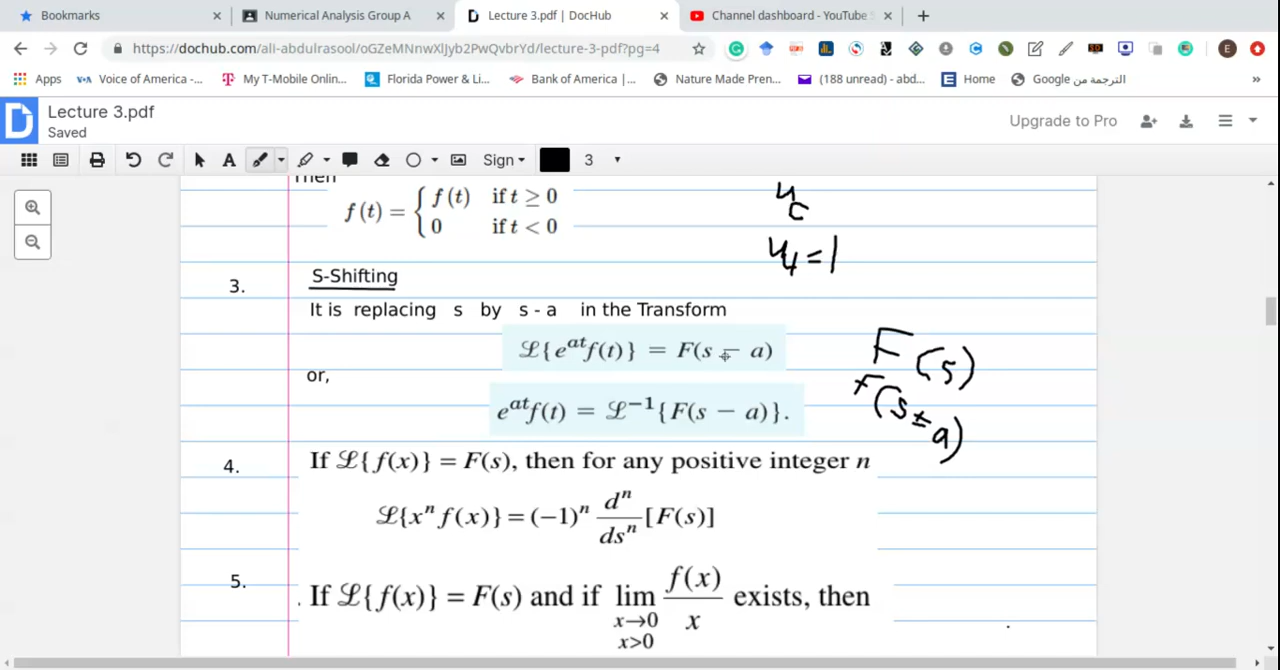 Bookmarks
Numerical Analysis Group A
Lecture 3.pdf | DocHub
Channel dashboard - YouTube S
https://dochub.com/ali-abdulrasool/oGZeMNnwXlJyb2PwQvbrYd/lecture-3-pdf?pg=4
E
Apps
Voice of America -...
My T-Mobile Onlin...
Florida Power & Li...
Bank of America |...
Nature Made Pren...
(188 unread) - abd...
Home
الترجمة من Google
»
Lecture 3.pdf
Saved
Upgrade to Pro
Sign
3
Then
f(t) = { f(t) if t ≥ 0
0 if t < 0
u_c
u_4 = 1
3. S-Shifting
It is replacing s by s - a in the Transform
ℒ{e^{at}f(t)} = F(s − a)
F(s)
or,
F(s ± a)
e^{at}f(t) = ℒ^{−1}{F(s − a)}.
4. If ℒ{f(x)} = F(s), then for any positive integer n
ℒ{x^n f(x)} = (−1)^n d^n/ds^n [F(s)]
5. . If ℒ{f(x)} = F(s) and if lim x→0 x>0 f(x)/x exists, then